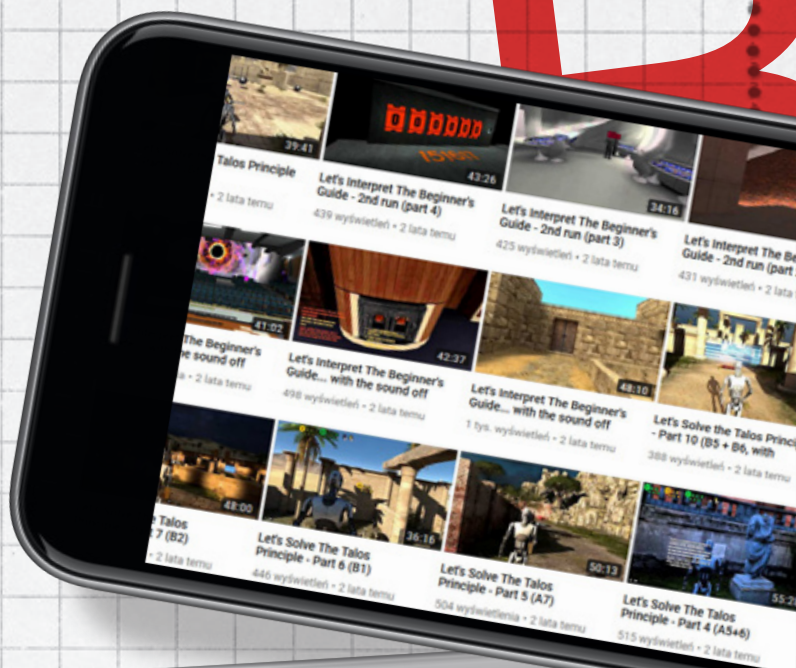 39:41
Talos Principle
• 2 lata temu
43:26
Let's Interpret The Beginner's
Guide - 2nd run (part 4)
439 wyświetleń • 2 lata temu
34:16
Let's Interpret The Beginner's
Guide - 2nd run (part 3)
425 wyświetleń • 2 lata temu
Let's Interpret The Be
Guide - 2nd run (part
431 wyświetleń • 2 lata
41:02
The Beginner's
e sound off
• 2 lata temu
42:37
Let's Interpret The Beginner's
Guide... with the sound off
498 wyświetleń • 2 lata temu
48:10
Let's Interpret The Beginner's
Guide... with the sound off
1 tys. wyświetleń • 2 lata temu
Let's Solve the Talos Princi
- Part 10 (B5 + B6, with
388 wyświetleń • 2 lata temu
48:00
Talos
7 (B2)
• 2 lata temu
36:16
Let's Solve The Talos
Principle - Part 6 (B1)
446 wyświetleń • 2 lata temu
50:13
Let's Solve The Talos
Principle - Part 5 (A7)
504 wyświetlenia • 2 lata temu
55:2
Let's Solve The Talos
Principle - Part 4 (A5+6)
515 wyświetleń • 2 lata temu